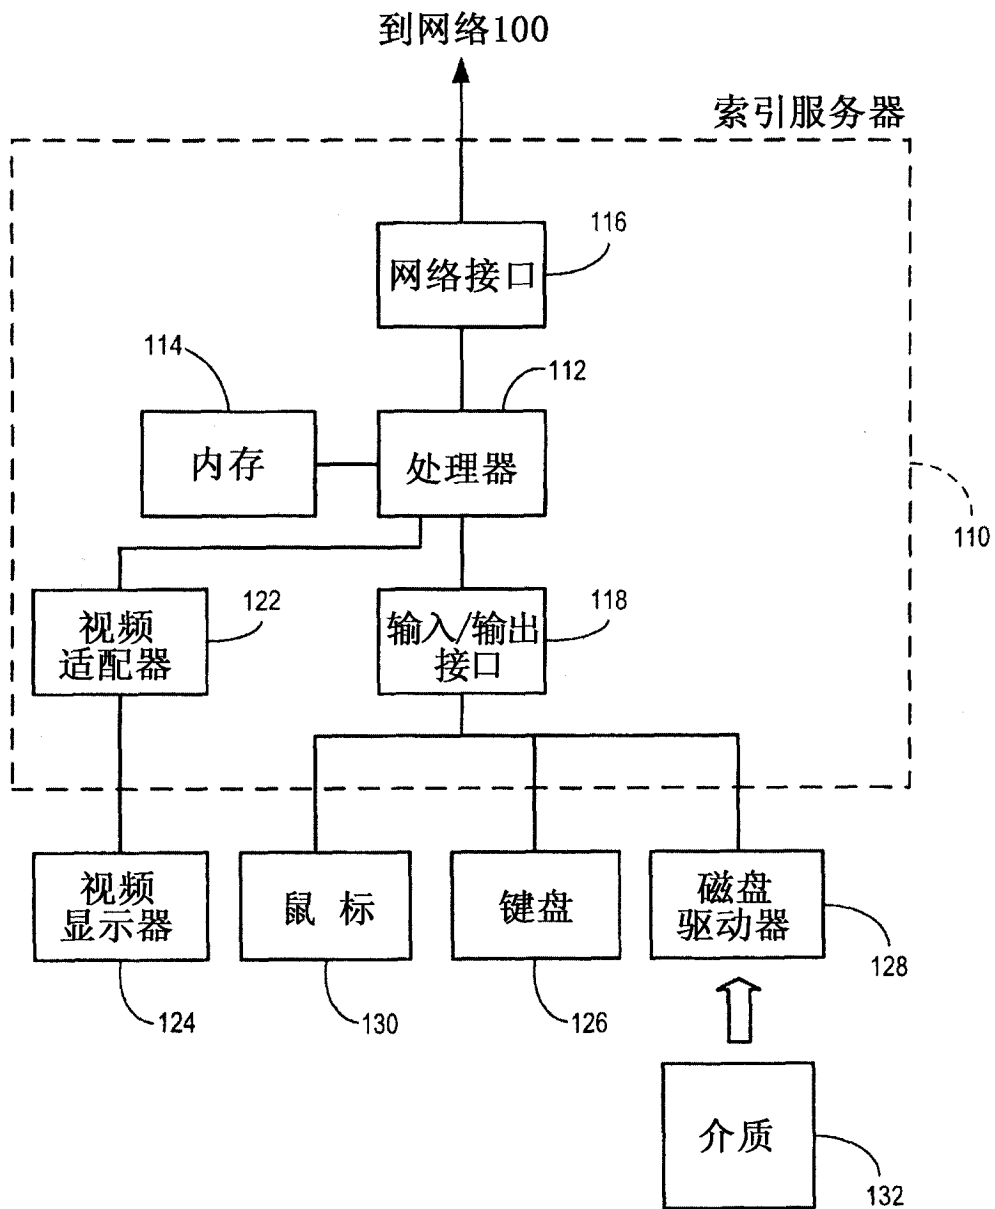 到网络100
索引服务器
网络接口
116
114
112
内存
处理器
110
122
118
视频
适配器
输入/输出
接口
视频
显示器
鼠 标
键盘
磁盘
驱动器
128
124
130
126
介质
132